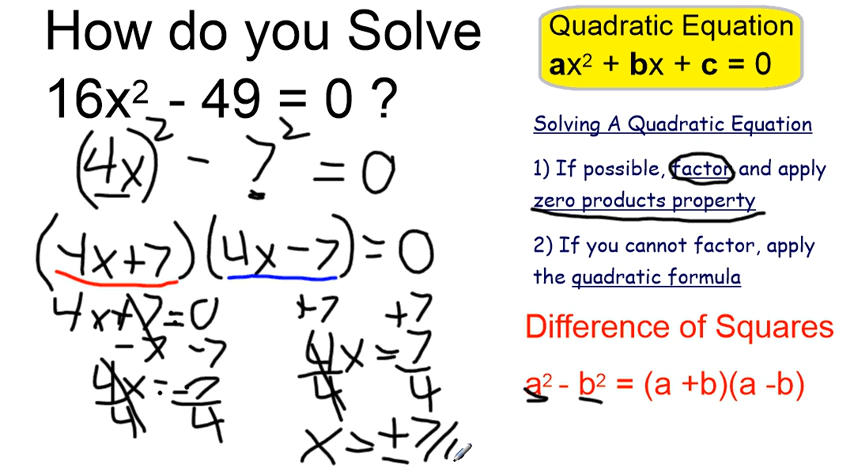 How do you Solve
16x² - 49 = 0 ?
(4x)² - 7² = 0
(4x+7)(4x-7)=0
4x+7=0
-7 -7
4x=-7
4 4
+7 +7
4x=7
4 4
x=±7/
Quadratic Equation
ax² + bx + c = 0
Solving A Quadratic Equation
1) If possible, factor and apply
zero products property
2) If you cannot factor, apply
the quadratic formula
Difference of Squares
a² - b² = (a +b)(a -b)